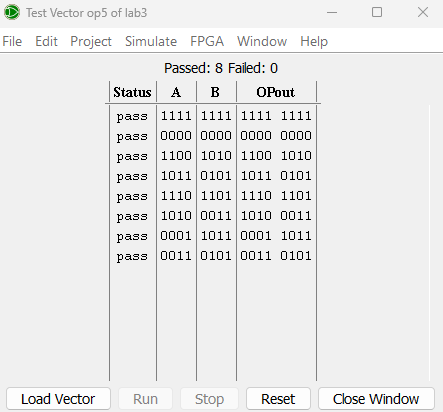 Test Vector op5 of lab3
File Edit Project Simulate FPGA Window Help
Passed: 8 Failed: 0
Status A B OPout
pass 1111 1111 1111 1111
pass 0000 0000 0000 0000
pass 1100 1010 1100 1010
pass 1011 0101 1011 0101
pass 1110 1101 1110 1101
pass 1010 0011 1010 0011
pass 0001 1011 0001 1011
pass 0011 0101 0011 0101
Load Vector Run Stop Reset Close Window